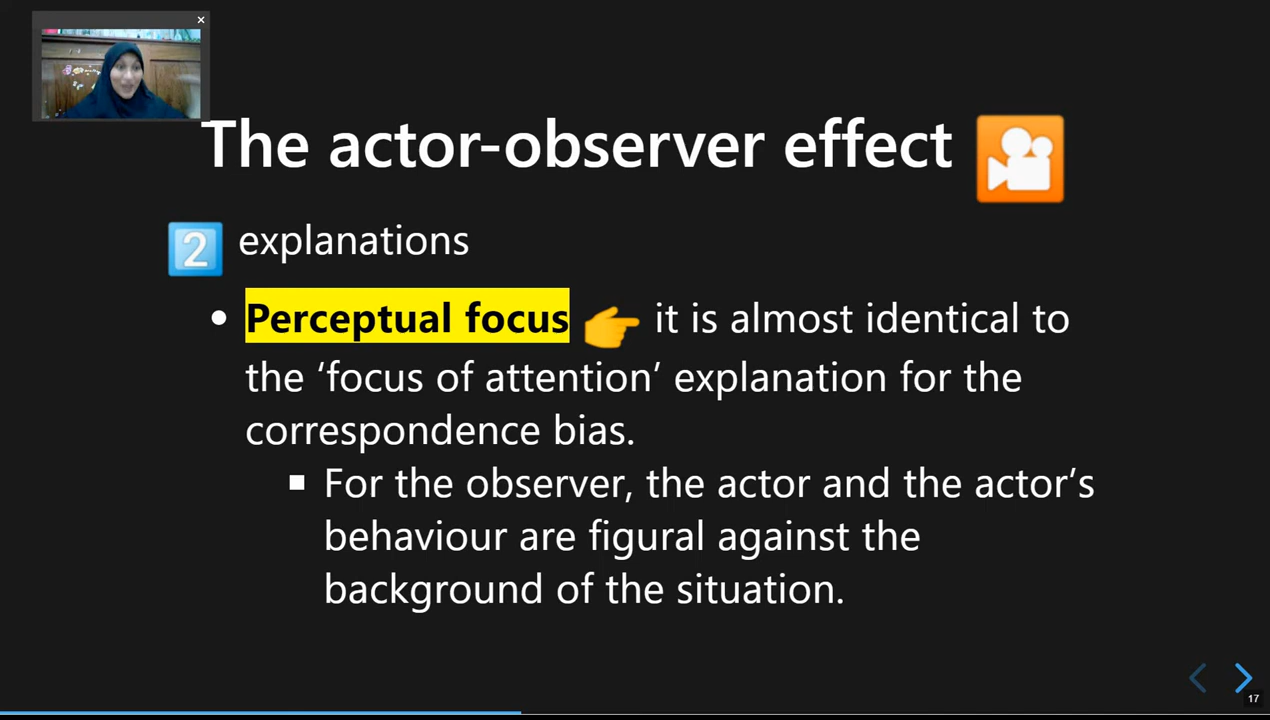 ×
The actor-observer effect 🎦
2️⃣ explanations
• Perceptual focus 👉 it is almost identical to
the ‘focus of attention’ explanation for the
correspondence bias.
▪ For the observer, the actor and the actor’s
behaviour are figural against the
background of the situation.
17